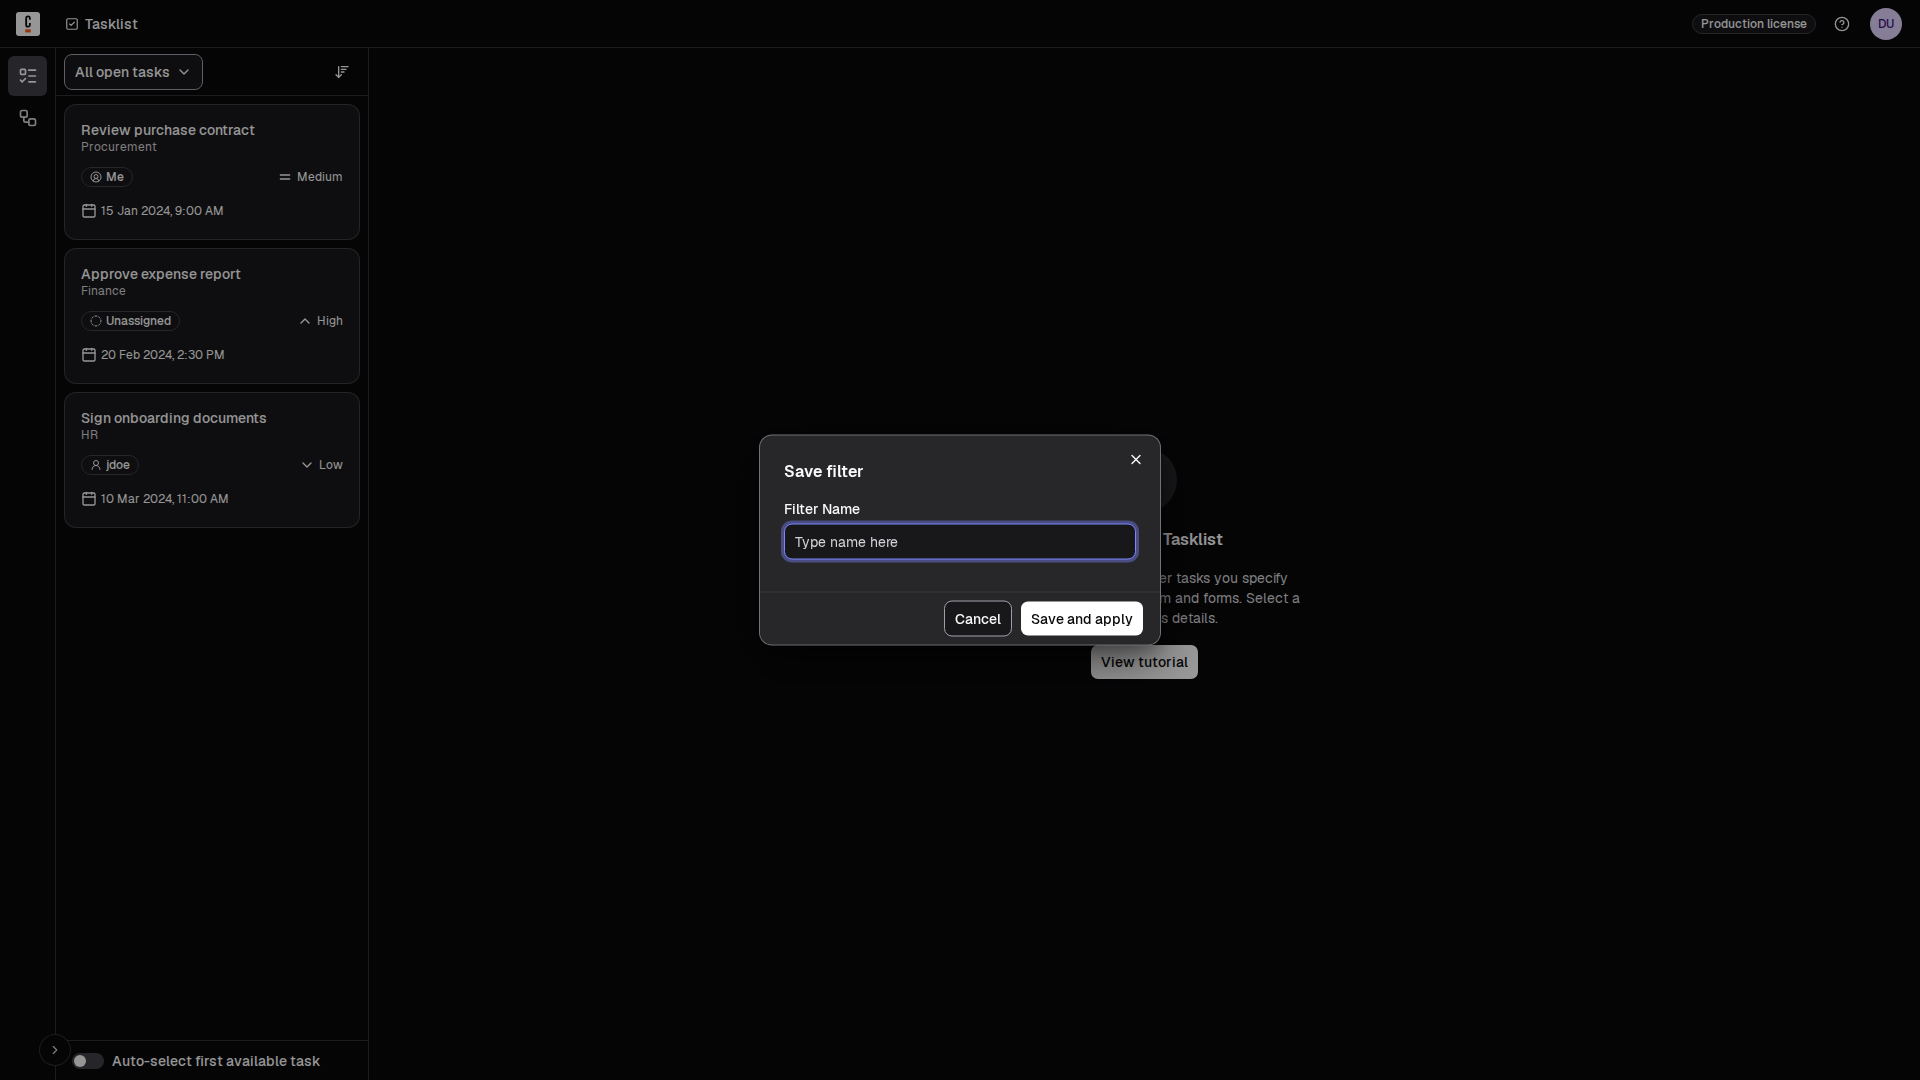 Tasklist
Production license
DU
All open tasks
Review purchase contract
Procurement
Me
Medium
15 Jan 2024, 9:00 AM
Approve expense report
Finance
Unassigned
High
20 Feb 2024, 2:30 PM
Sign onboarding documents
HR
jdoe
Low
10 Mar 2024, 11:00 AM
Auto-select first available task
Save filter
Filter Name
Type name here
Cancel
Save and apply
Tasklist
tasks you specify
and forms. Select a
details.
View tutorial